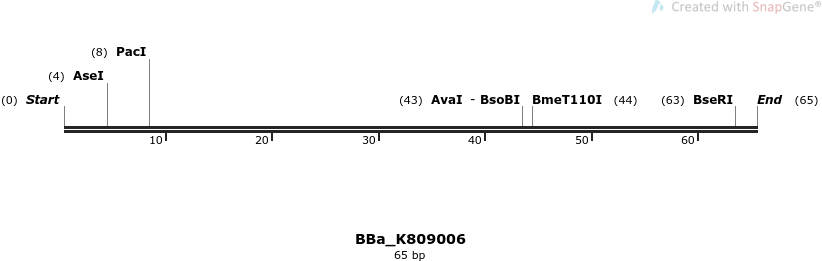 Created with SnapGene®
(8) PacI
(4) AseI
(0) Start (43) AvaI - BsoBI BmeT110I (44) (63) BseRI End (65)
10 20 30 40 50 60
BBa_K809006
65 bp